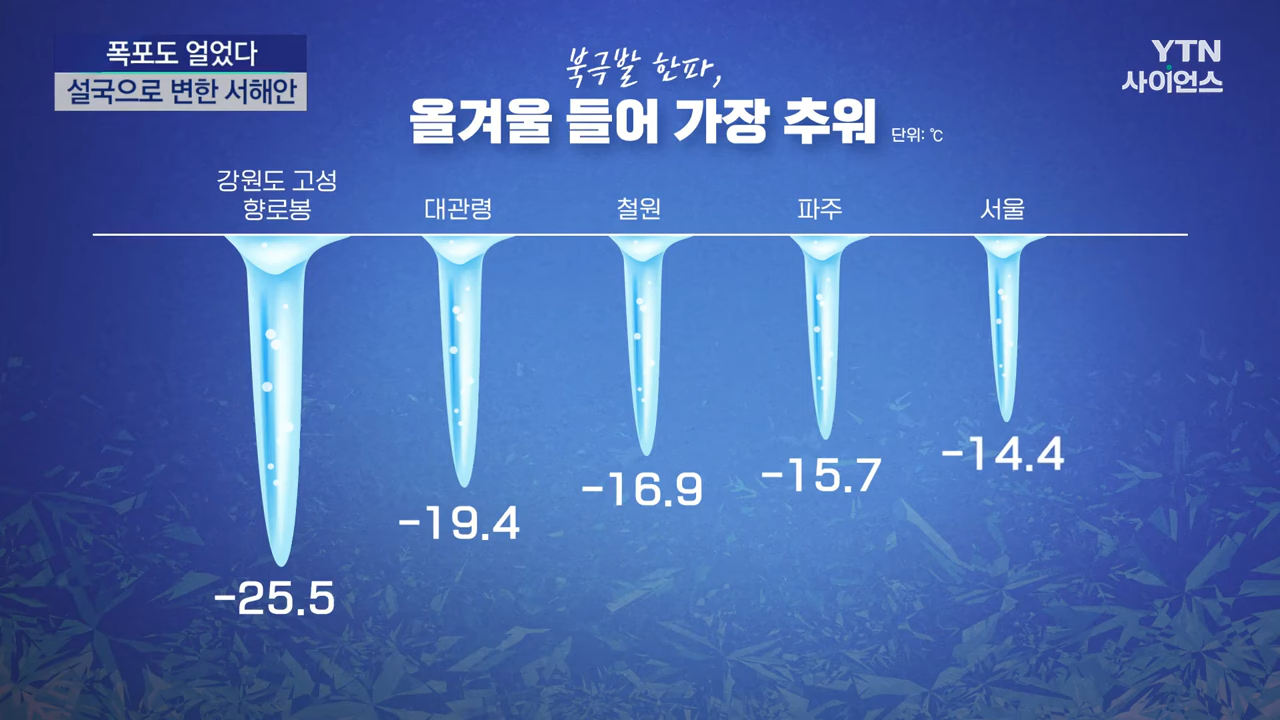 폭포도 얼었다
설국으로 변한 서해안
YTN
사이언스
북극발 한파,
올겨울 들어 가장 추워 단위: ℃
강원도 고성
향로봉
대관령
철원
파주
서울
-25.5
-19.4
-16.9
-15.7
-14.4